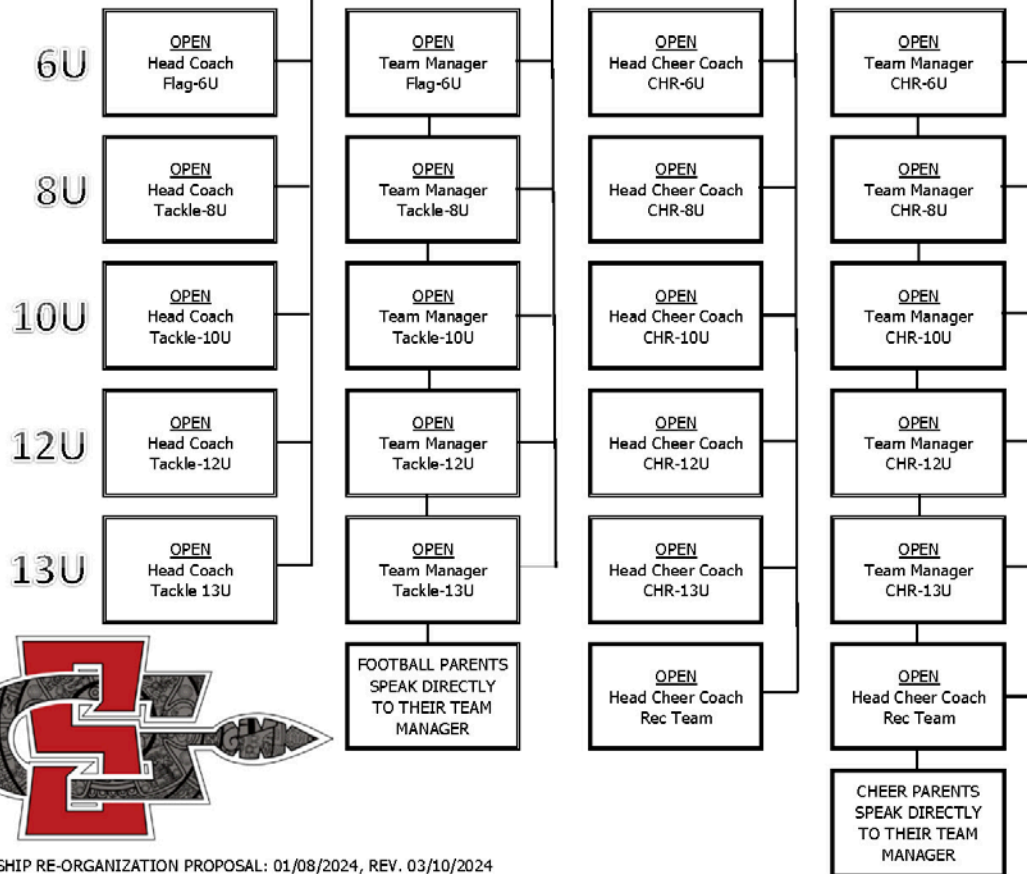 6U
OPEN
Head Coach
Flag-6U
OPEN
Team Manager
Flag-6U
OPEN
Head Cheer Coach
CHR-6U
OPEN
Team Manager
CHR-6U
8U
OPEN
Head Coach
Tackle-8U
OPEN
Team Manager
Tackle-8U
OPEN
Head Cheer Coach
CHR-8U
OPEN
Team Manager
CHR-8U
10U
OPEN
Head Coach
Tackle-10U
OPEN
Team Manager
Tackle-10U
OPEN
Head Cheer Coach
CHR-10U
OPEN
Team Manager
CHR-10U
12U
OPEN
Head Coach
Tackle-12U
OPEN
Team Manager
Tackle-12U
OPEN
Head Cheer Coach
CHR-12U
OPEN
Team Manager
CHR-12U
13U
OPEN
Head Coach
Tackle 13U
OPEN
Team Manager
Tackle-13U
OPEN
Head Cheer Coach
CHR-13U
OPEN
Team Manager
CHR-13U
FOOTBALL PARENTS
SPEAK DIRECTLY
TO THEIR TEAM
MANAGER
OPEN
Head Cheer Coach
Rec Team
OPEN
Head Cheer Coach
Rec Team
CHEER PARENTS
SPEAK DIRECTLY
TO THEIR TEAM
MANAGER
SHIP RE-ORGANIZATION PROPOSAL: 01/08/2024, REV. 03/10/2024